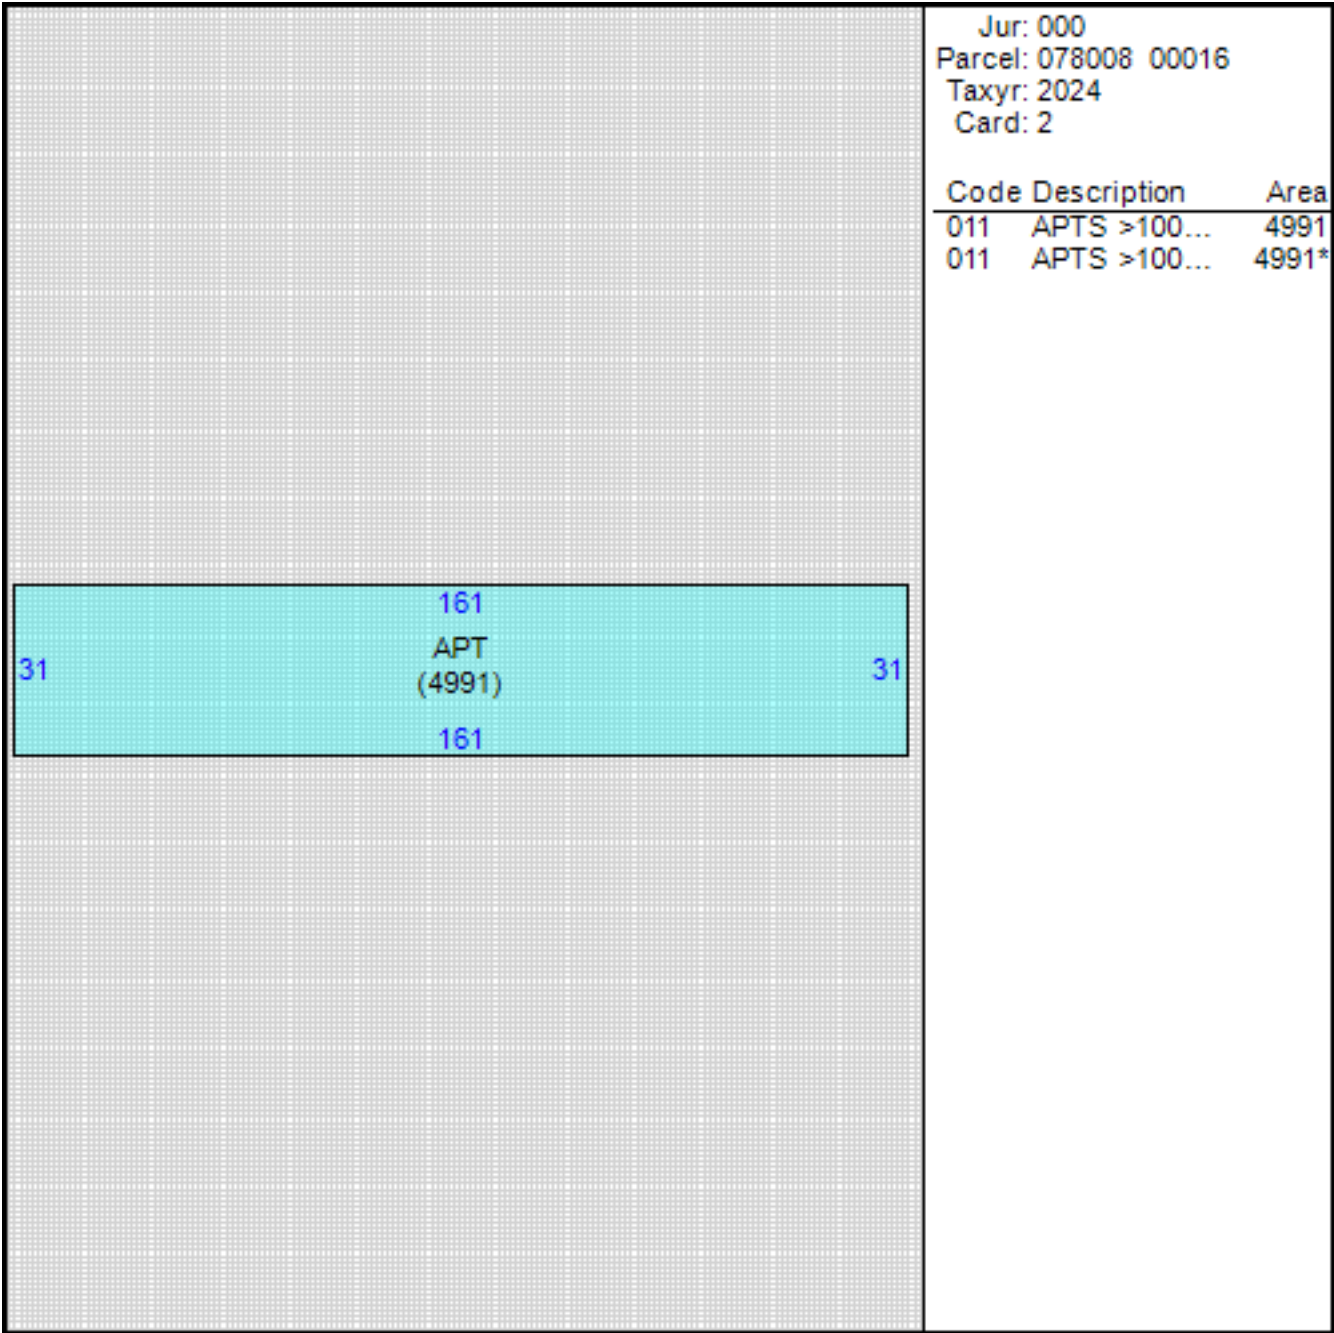 Jur: 000
Parcel: 078008 00016
Taxyr: 2024
Card: 2
Code Description Area
011 APTS >100... 4991
011 APTS >100... 4991*
161
APT
31 31
(4991)
161